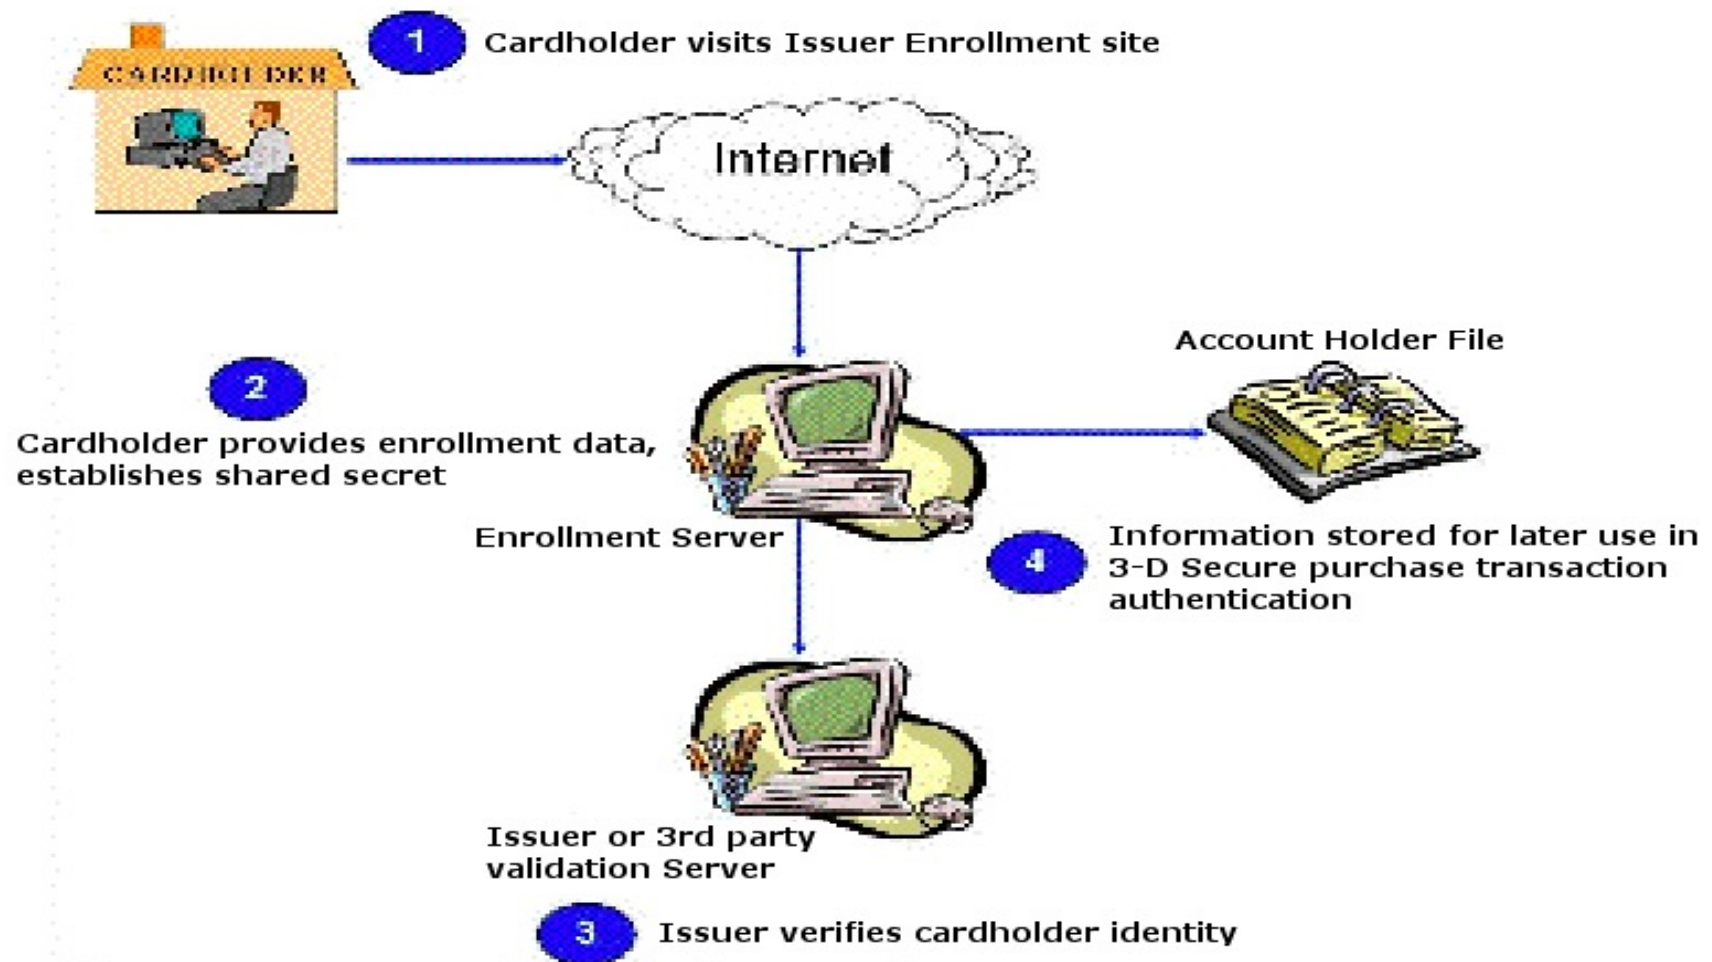 1
Cardholder visits Issuer Enrollment site
CARDHOLDER
Internet
Account Holder File
2
Cardholder provides enrollment data,
establishes shared secret
Enrollment Server
4
Information stored for later use in
3-D Secure purchase transaction
authentication
Issuer or 3rd party
validation Server
3
Issuer verifies cardholder identity